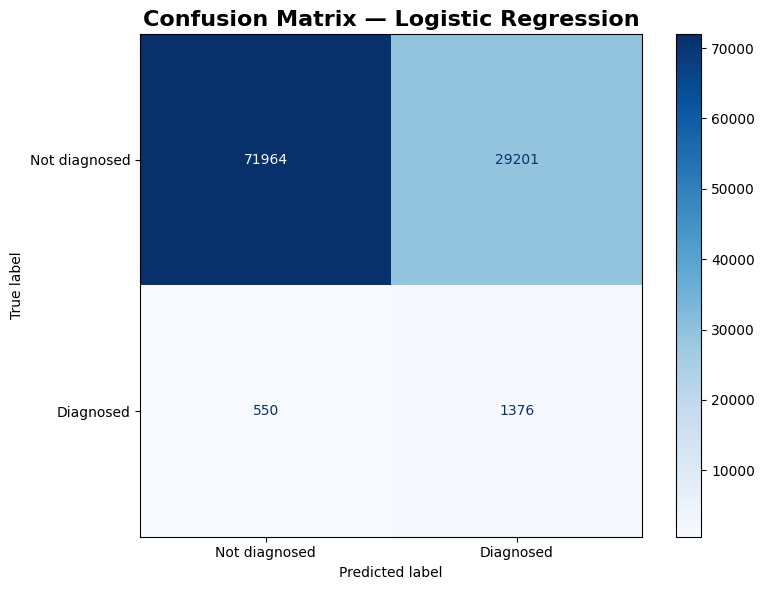 Confusion Matrix — Logistic Regression
True label
Not diagnosed
71964
29201
Diagnosed
550
1376
Not diagnosed
Diagnosed
Predicted label
70000
60000
50000
40000
30000
20000
10000